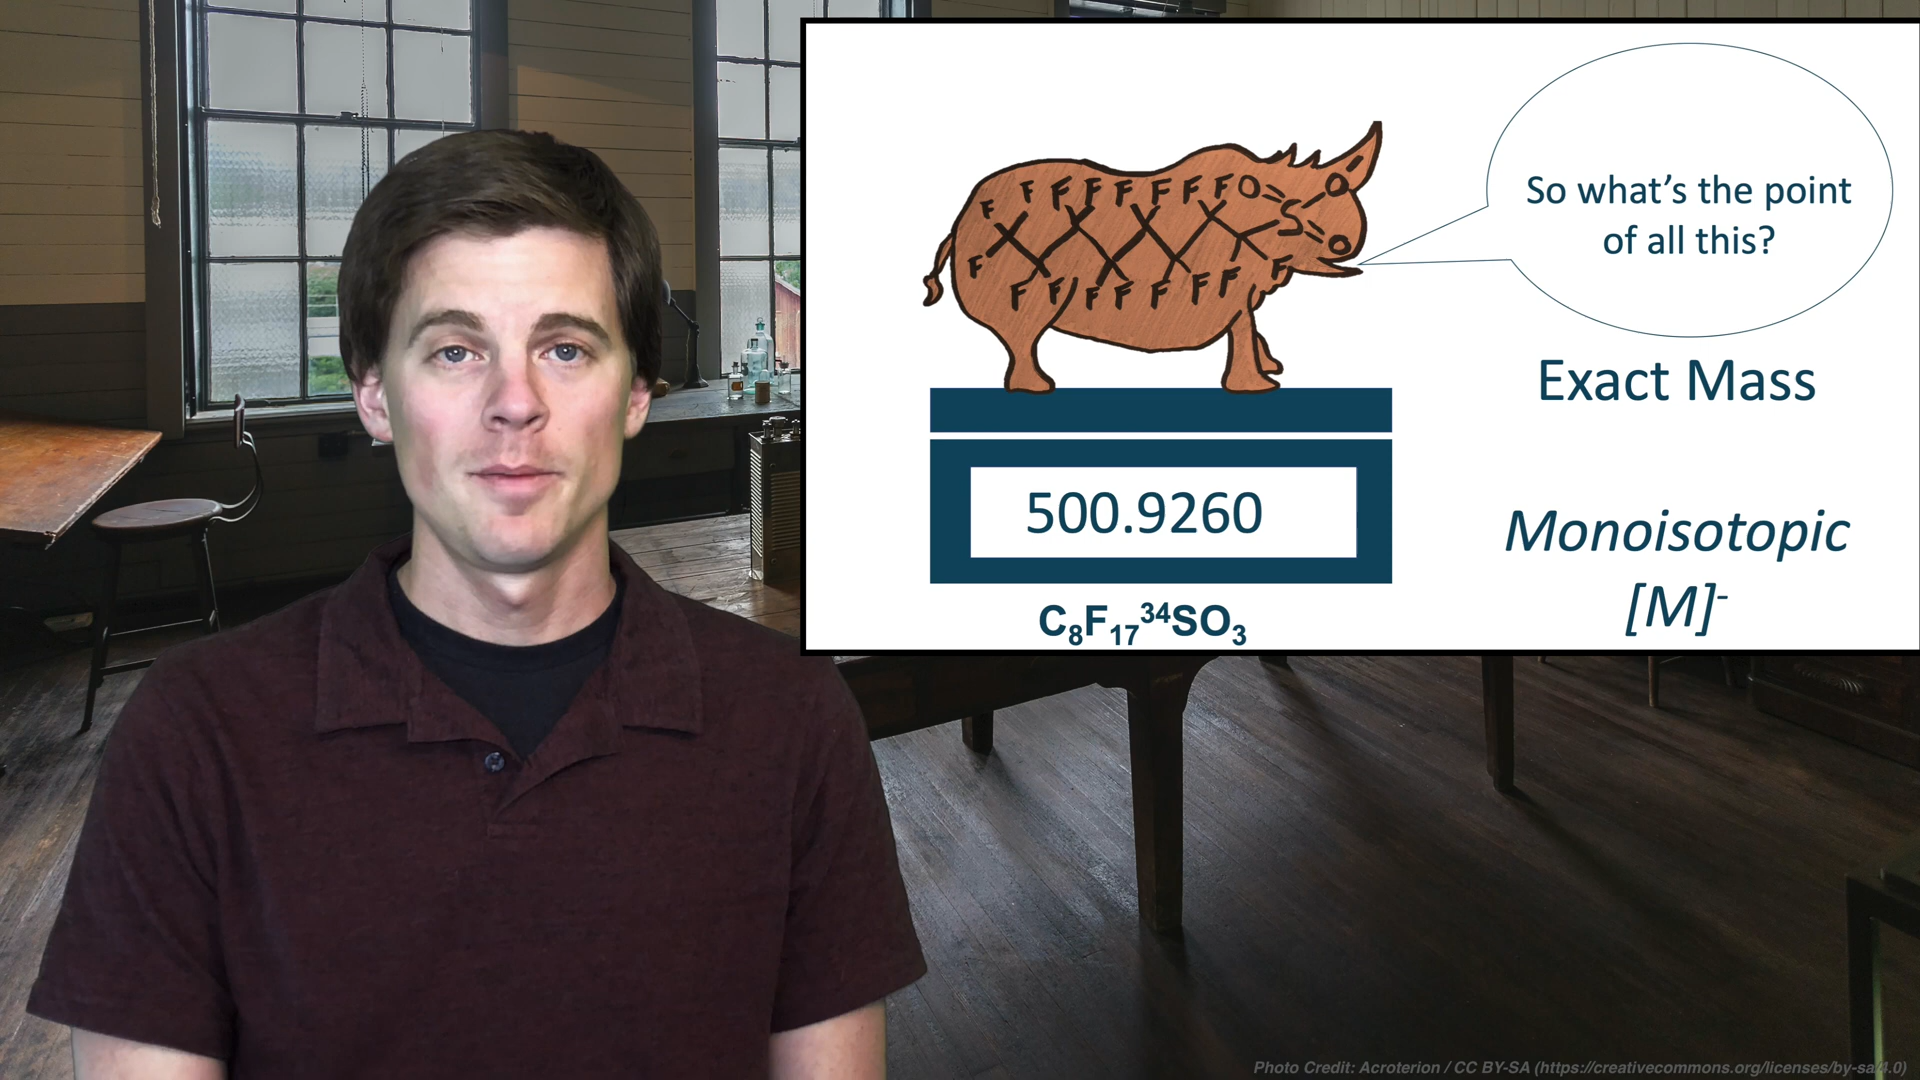 So what's the point
of all this?
F F F F F F F F O = O
S
F F F F F F F F F = O
Exact Mass
500.9260
Monoisotopic
[M]⁻
C₈F₁₇³⁴SO₃
Photo Credit: Acroterion / CC BY-SA (https://creativecommons.org/licenses/by-sa/4.0)